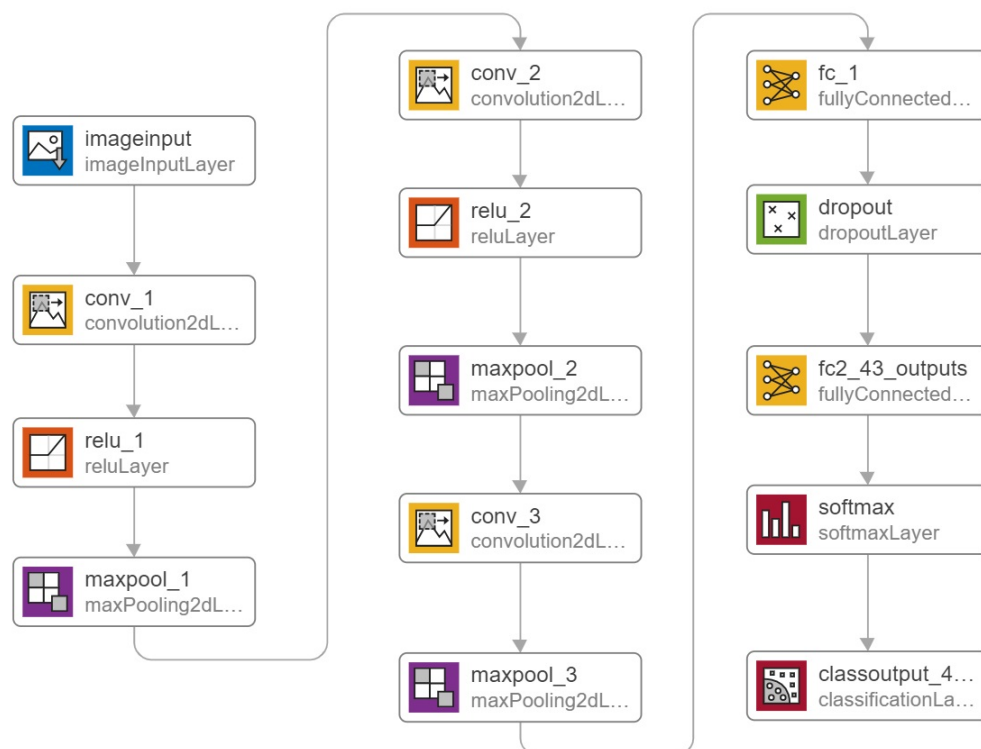 imageinput
imageInputLayer
conv_1
convolution2dL...
relu_1
reluLayer
maxpool_1
maxPooling2dL...
conv_2
convolution2dL...
relu_2
reluLayer
maxpool_2
maxPooling2dL...
conv_3
convolution2dL...
maxpool_3
maxPooling2dL...
fc_1
fullyConnected...
dropout
dropoutLayer
fc2_43_outputs
fullyConnected...
softmax
softmaxLayer
classoutput_4...
classificationLa...